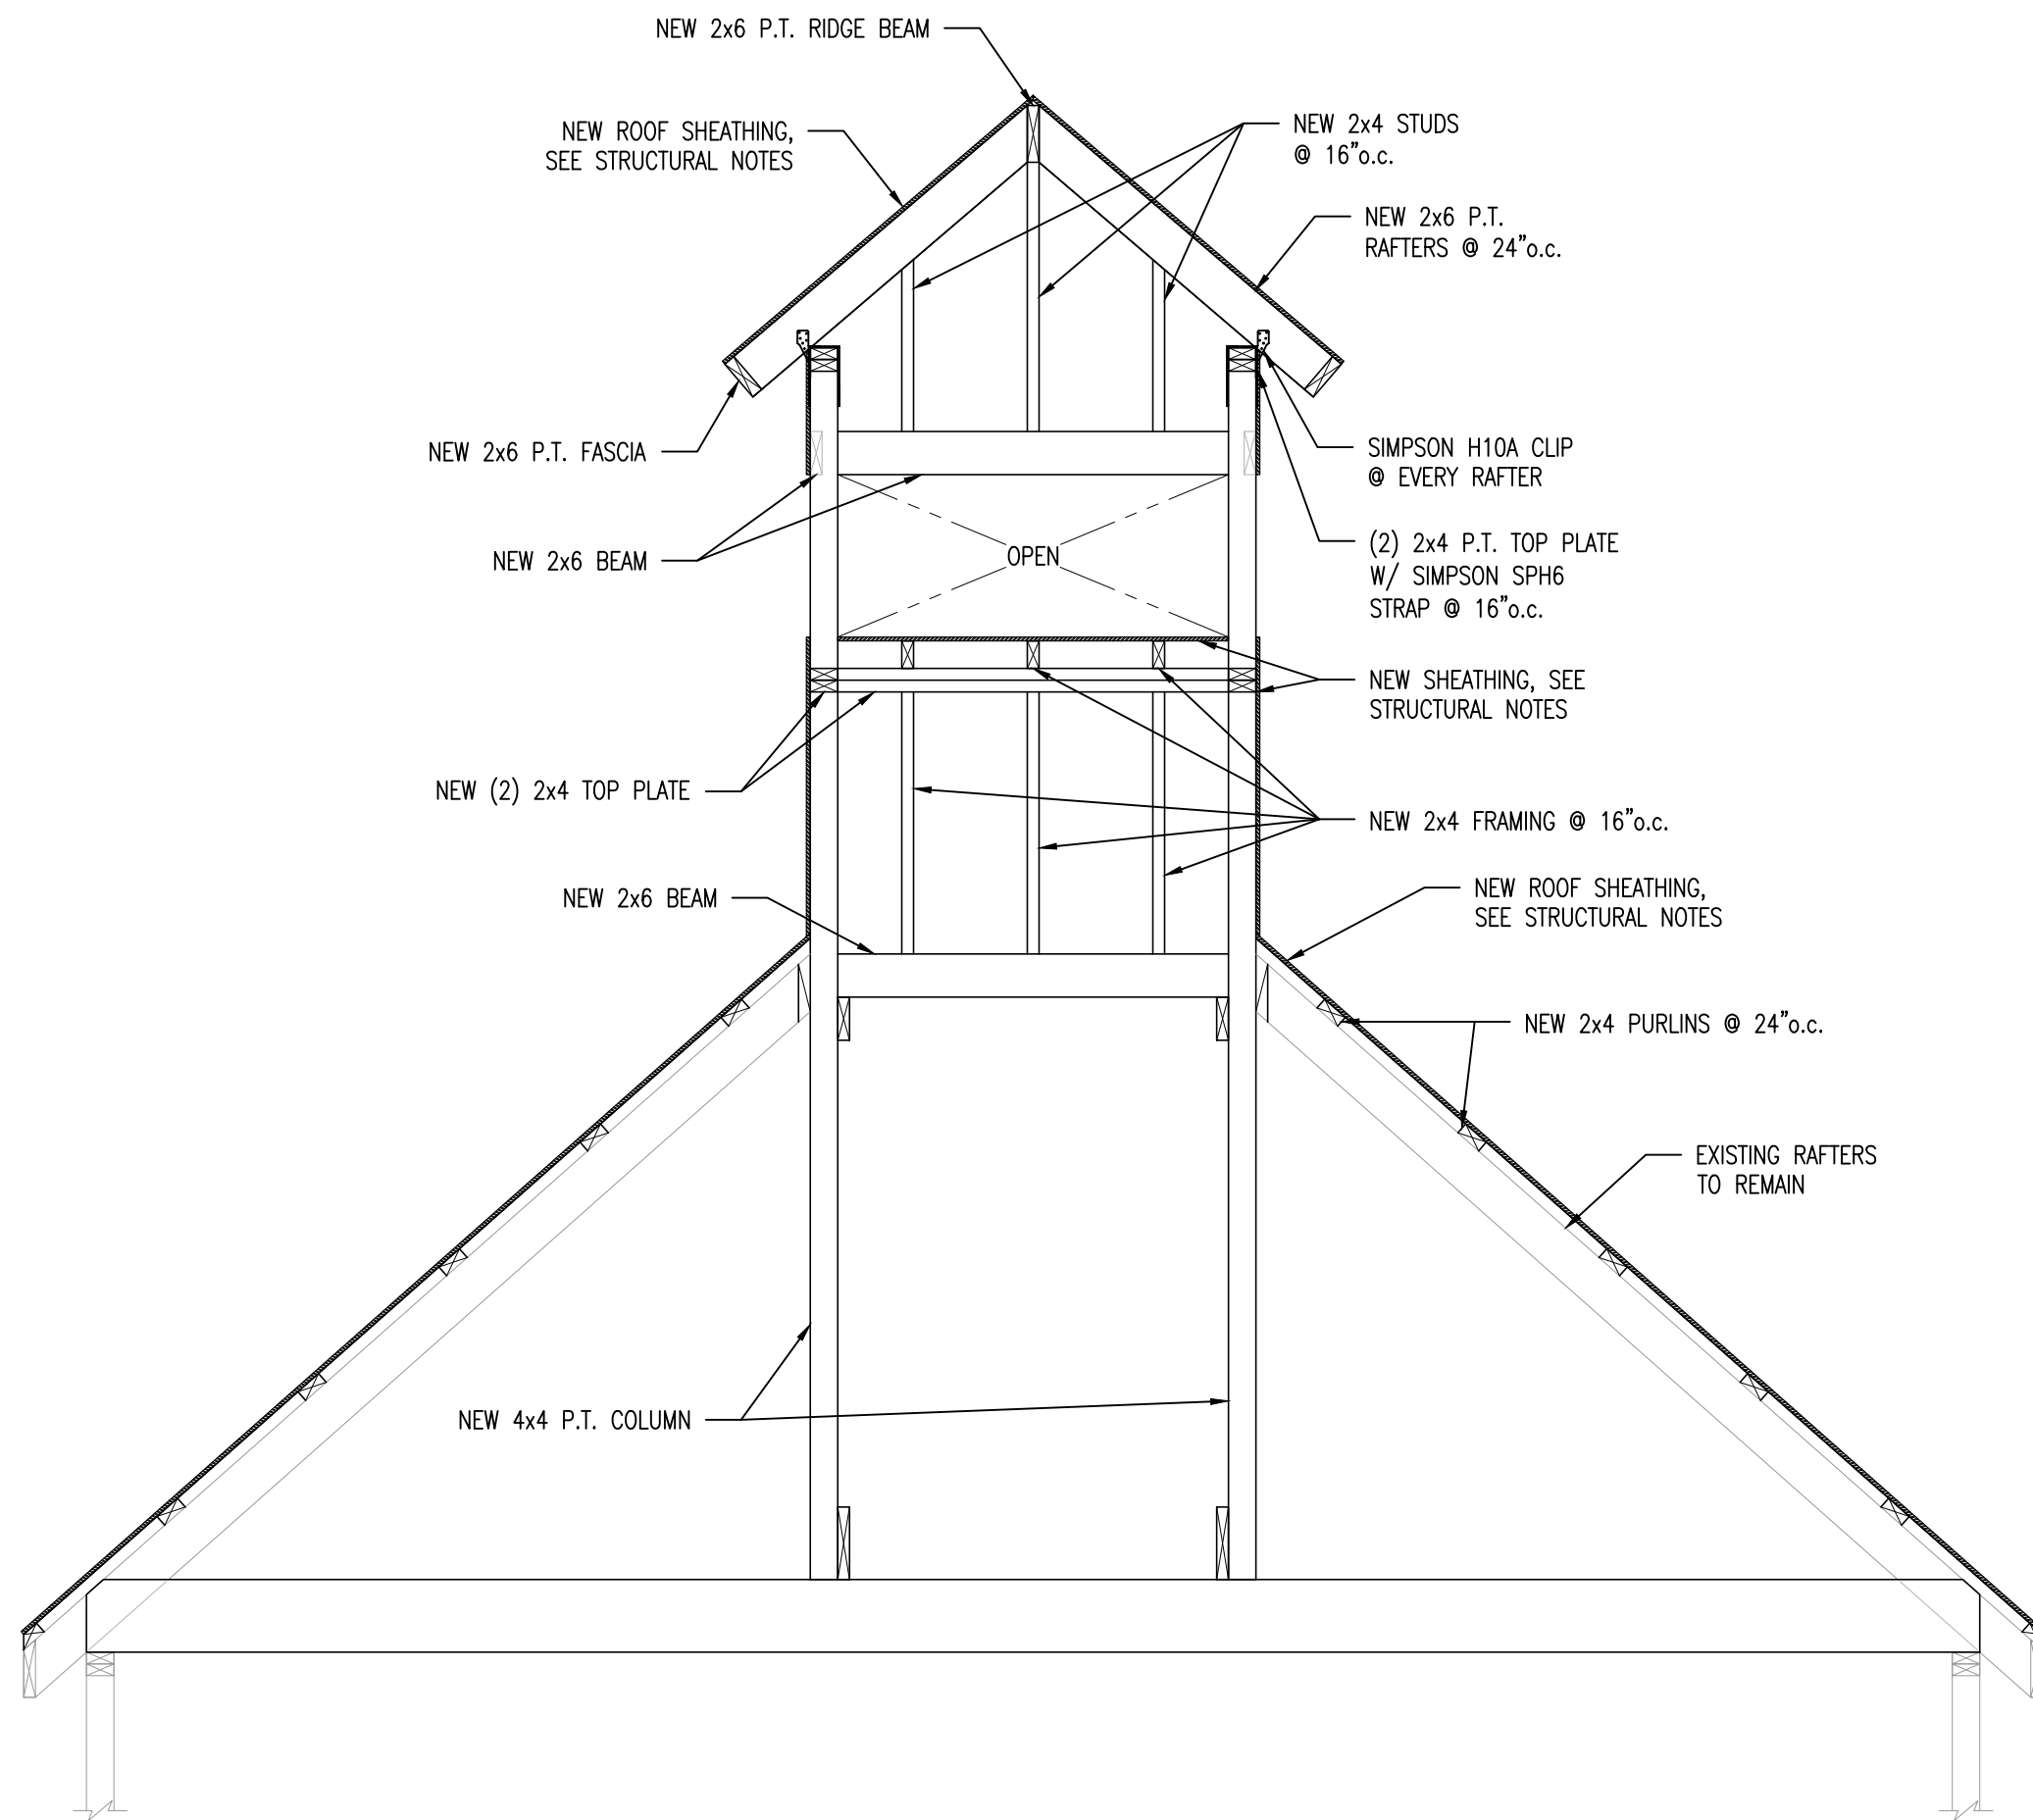 NEW 2x6 P.T. RIDGE BEAM
NEW ROOF SHEATHING,
SEE STRUCTURAL NOTES
NEW 2x4 STUDS
@ 16"o.c.
NEW 2x6 P.T.
RAFTERS @ 24"o.c.
NEW 2x6 P.T. FASCIA
SIMPSON H10A CLIP
@ EVERY RAFTER
NEW 2x6 BEAM
OPEN
(2) 2x4 P.T. TOP PLATE
W/ SIMPSON SPH6
STRAP @ 16"o.c.
NEW SHEATHING, SEE
STRUCTURAL NOTES
NEW (2) 2x4 TOP PLATE
NEW 2x4 FRAMING @ 16"o.c.
NEW 2x6 BEAM
NEW ROOF SHEATHING,
SEE STRUCTURAL NOTES
NEW 2x4 PURLINS @ 24"o.c.
EXISTING RAFTERS
TO REMAIN
NEW 4x4 P.T. COLUMN